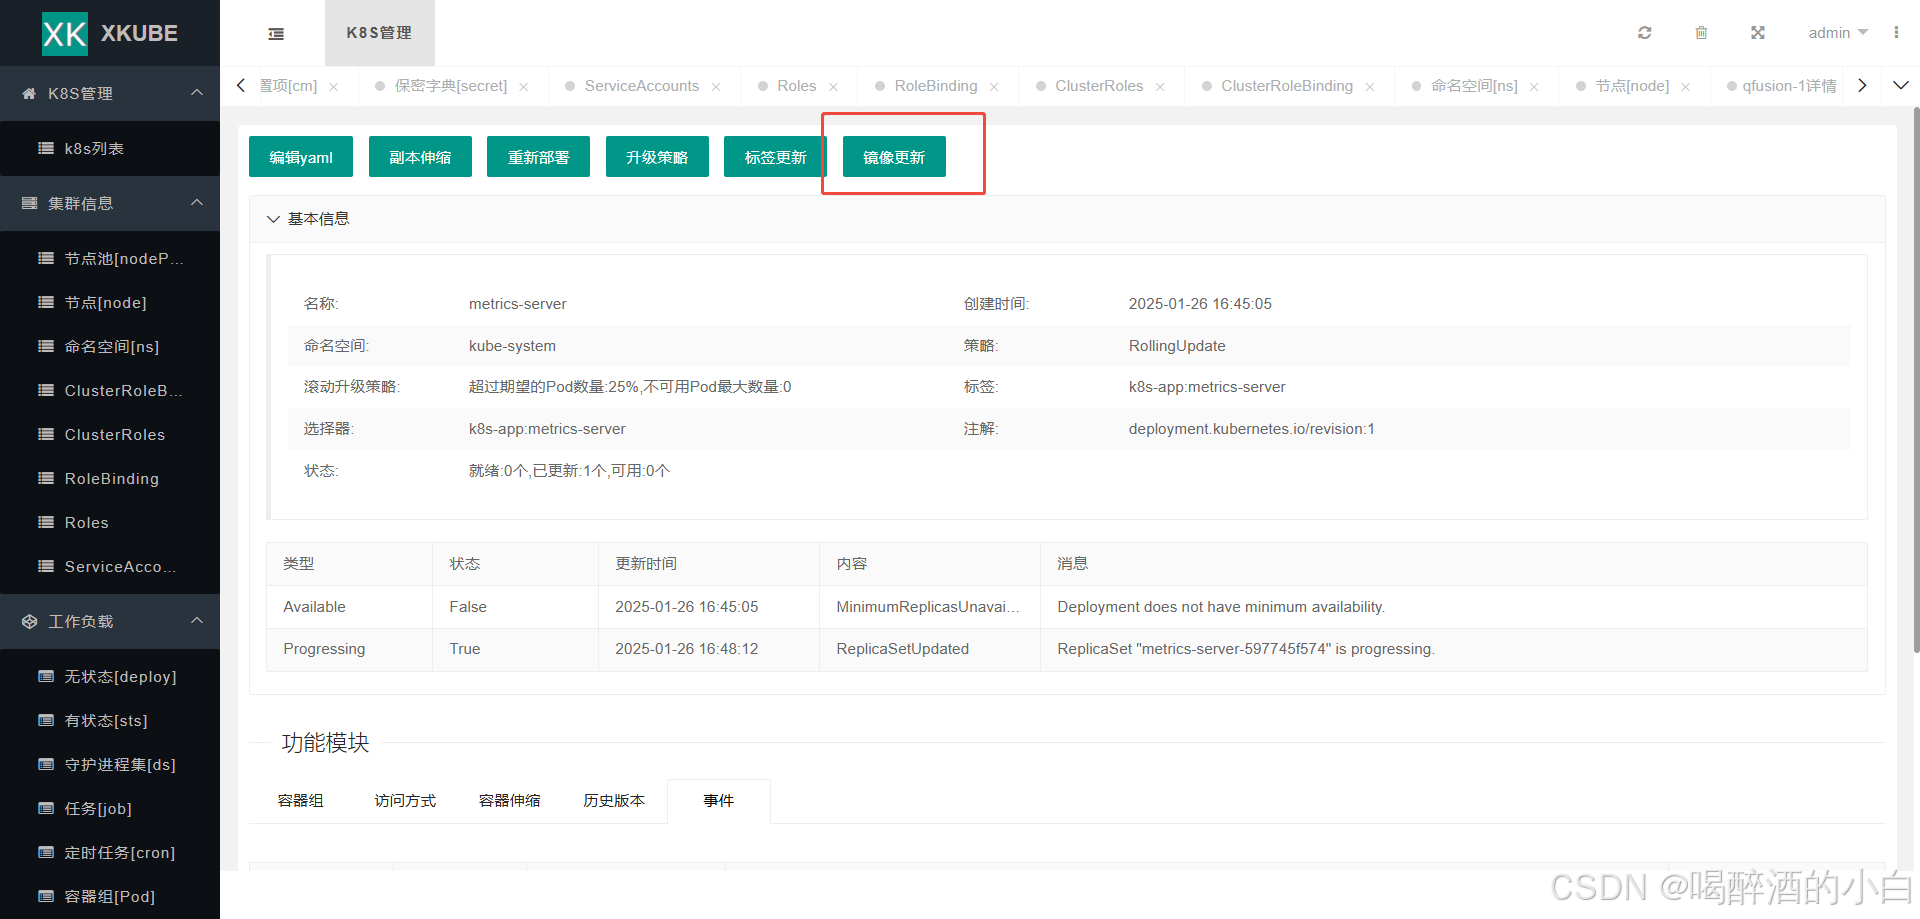 XK XKUBE
K8S管理
k8s列表
集群信息
节点池[nodeP...
节点[node]
命名空间[ns]
ClusterRoleB...
ClusterRoles
RoleBinding
Roles
ServiceAcco...
工作负载
无状态[deploy]
有状态[sts]
守护进程集[ds]
任务[job]
定时任务[cron]
容器组[Pod]
K8S管理
admin
置项[cm]
保密字典[secret]
ServiceAccounts
Roles
RoleBinding
ClusterRoles
ClusterRoleBinding
命名空间[ns]
节点[node]
qfusion-1详情
编辑yaml
副本伸缩
重新部署
升级策略
标签更新
镜像更新
基本信息
名称: metrics-server 创建时间: 2025-01-26 16:45:05
命名空间: kube-system 策略: RollingUpdate
滚动升级策略: 超过期望的Pod数量:25%,不可用Pod最大数量:0 标签: k8s-app:metrics-server
选择器: k8s-app:metrics-server 注解: deployment.kubernetes.io/revision:1
状态: 就绪:0个,已更新:1个,可用:0个
类型 状态 更新时间 内容 消息
Available False 2025-01-26 16:45:05 MinimumReplicasUnavai... Deployment does not have minimum availability.
Progressing True 2025-01-26 16:48:12 ReplicaSetUpdated ReplicaSet "metrics-server-597745f574" is progressing.
功能模块
容器组 访问方式 容器伸缩 历史版本 事件
CSDN @喝醉酒的小白